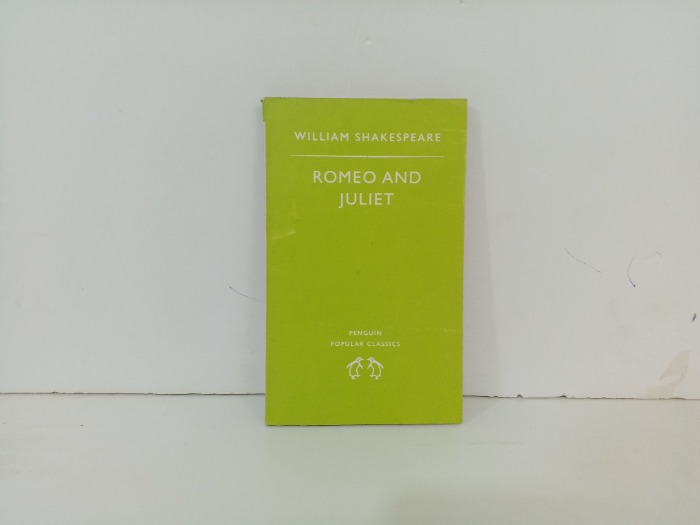 WILLIAM SHAKESPEARE
ROMEO AND
JULIET
PENGUIN
POPULAR CLASSICS